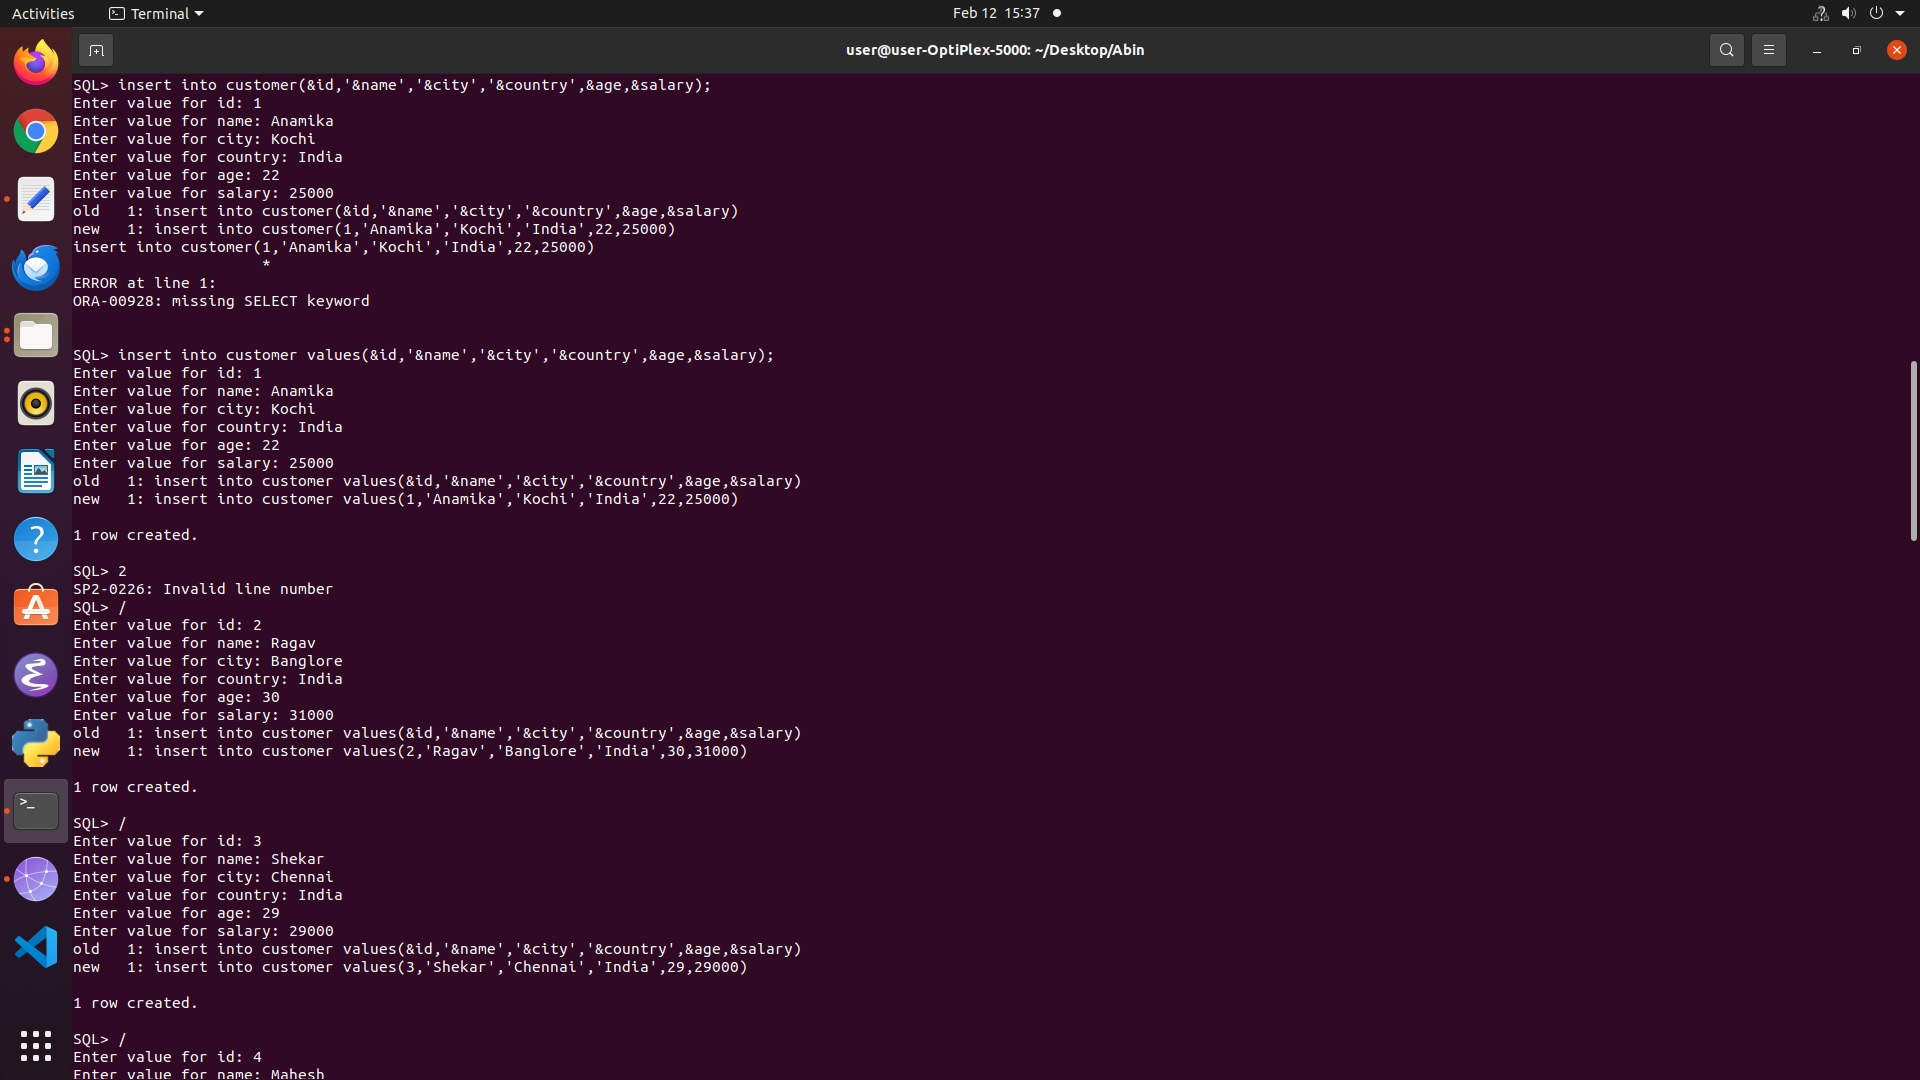 Activities
Terminal
Feb 12 15:37
user@user-OptiPlex-5000: ~/Desktop/Abin
SQL> insert into customer(&id,'&name','&city','&country',&age,&salary);
Enter value for id: 1
Enter value for name: Anamika
Enter value for city: Kochi
Enter value for country: India
Enter value for age: 22
Enter value for salary: 25000
old   1: insert into customer(&id,'&name','&city','&country',&age,&salary)
new   1: insert into customer(1,'Anamika','Kochi','India',22,25000)
insert into customer(1,'Anamika','Kochi','India',22,25000)
                     *
ERROR at line 1:
ORA-00928: missing SELECT keyword
SQL> insert into customer values(&id,'&name','&city','&country',&age,&salary);
Enter value for id: 1
Enter value for name: Anamika
Enter value for city: Kochi
Enter value for country: India
Enter value for age: 22
Enter value for salary: 25000
old   1: insert into customer values(&id,'&name','&city','&country',&age,&salary)
new   1: insert into customer values(1,'Anamika','Kochi','India',22,25000)
1 row created.
SQL> 2
SP2-0226: Invalid line number
SQL> /
Enter value for id: 2
Enter value for name: Ragav
Enter value for city: Banglore
Enter value for country: India
Enter value for age: 30
Enter value for salary: 31000
old   1: insert into customer values(&id,'&name','&city','&country',&age,&salary)
new   1: insert into customer values(2,'Ragav','Banglore','India',30,31000)
1 row created.
SQL> /
Enter value for id: 3
Enter value for name: Shekar
Enter value for city: Chennai
Enter value for country: India
Enter value for age: 29
Enter value for salary: 29000
old   1: insert into customer values(&id,'&name','&city','&country',&age,&salary)
new   1: insert into customer values(3,'Shekar','Chennai','India',29,29000)
1 row created.
SQL> /
Enter value for id: 4
Enter value for name: Mahesh